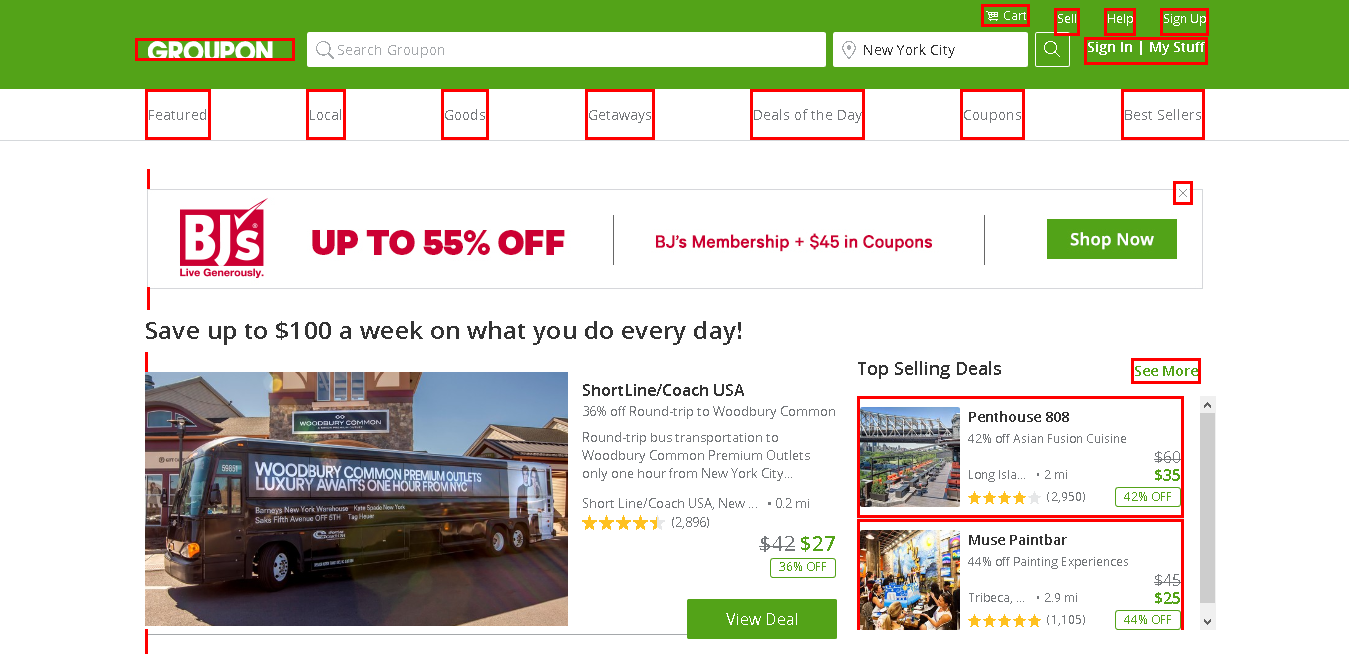 Cart
Sell
Help
Sign Up
GROUPON
Search Groupon
New York City
Sign In | My Stuff
Featured
Local
Goods
Getaways
Deals of the Day
Coupons
Best Sellers
BJ's
Live Generously.
UP TO 55% OFF
BJ's Membership + $45 in Coupons
Shop Now
Save up to $100 a week on what you do every day!
WOODBURY COMMON
59851
WOODBURY COMMON PREMIUM OUTLETS
LUXURY AWAITS ONE HOUR FROM NYC
Barneys New York Warehouse Kate Spade New York
Saks Fifth Avenue OFF 5TH Tag Heuer
ShortLine/Coach USA
36% off Round-trip to Woodbury Common
Round-trip bus transportation to
Woodbury Common Premium Outlets
only one hour from New York City...
Short Line/Coach USA, New ... • 0.2 mi
(2,896)
$42 $27
36% OFF
View Deal
Top Selling Deals
See More
Penthouse 808
42% off Asian Fusion Cuisine
$60
Long Isla... • 2 mi
$35
(2,950)
42% OFF
Muse Paintbar
44% off Painting Experiences
$45
Tribeca, ... • 2.9 mi
$25
(1,105)
44% OFF